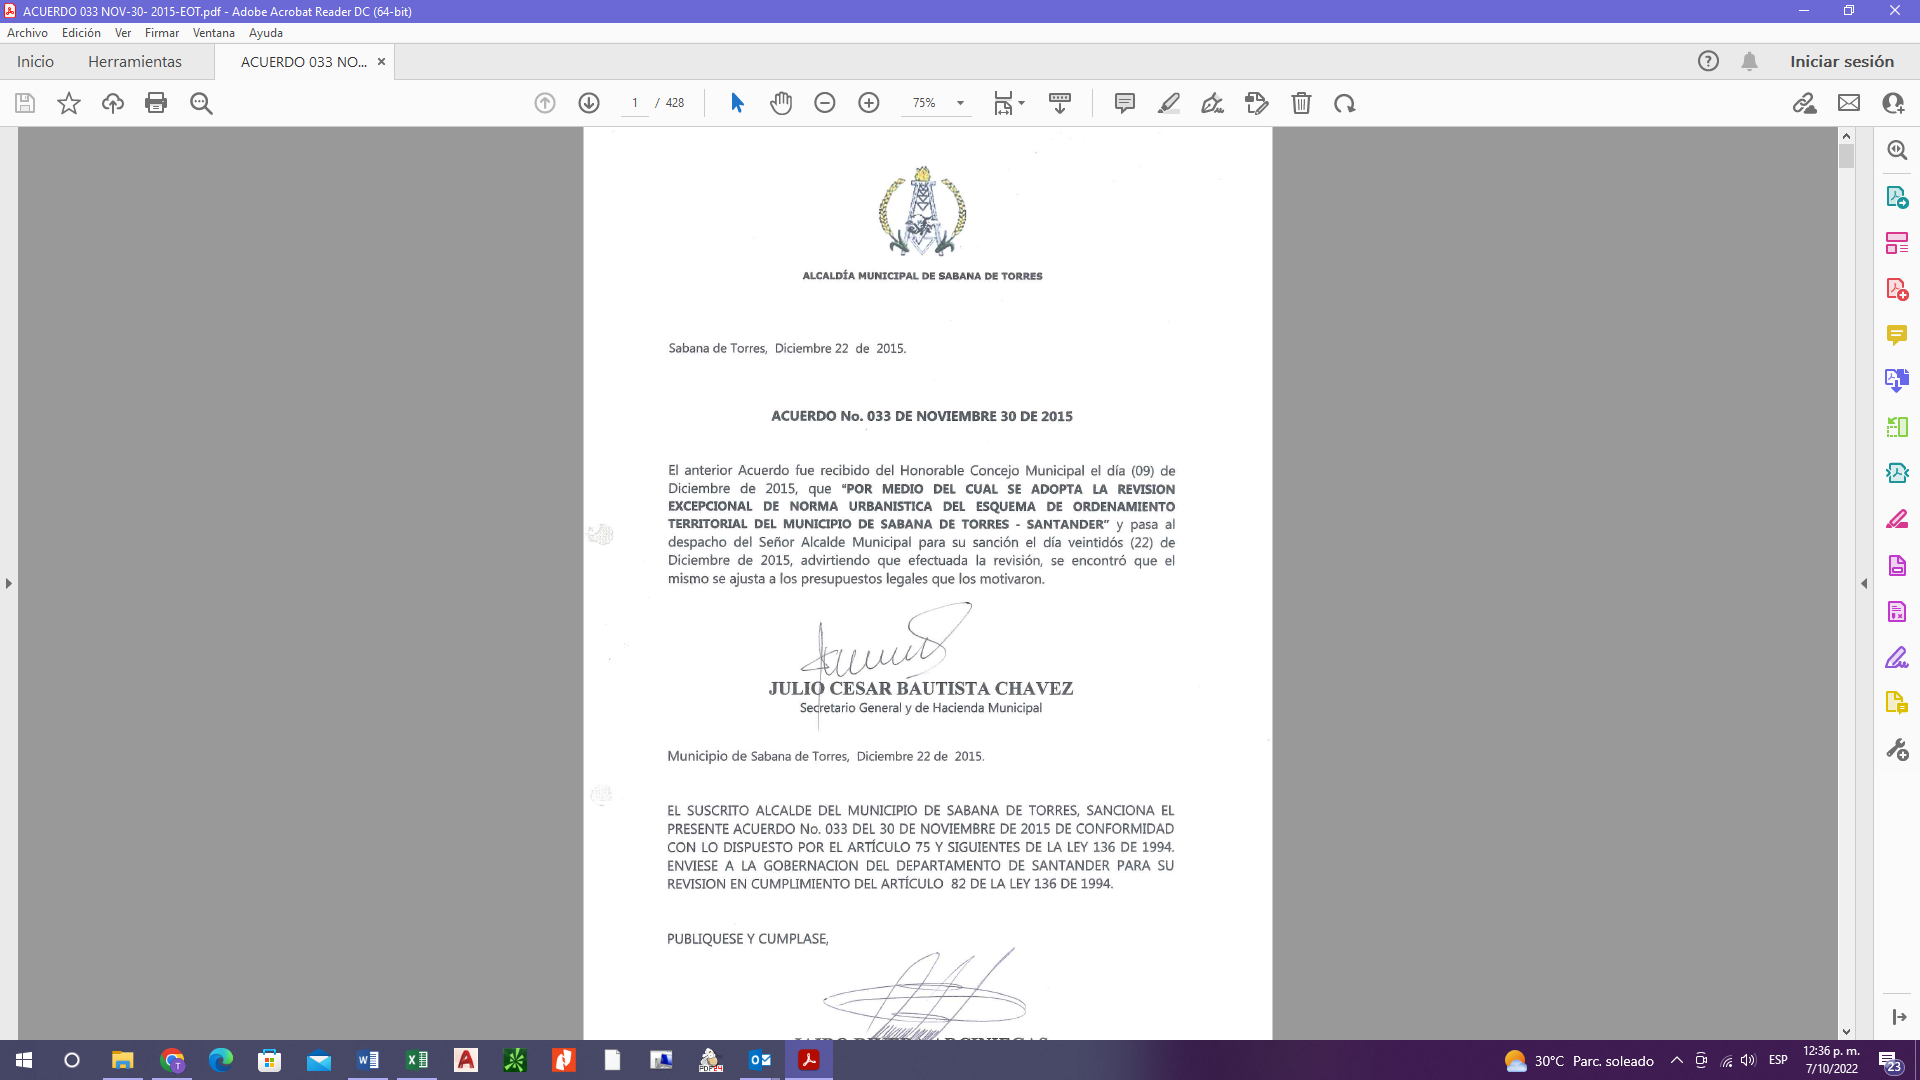 ACUERDO 033 NOV-30- 2015-EOT.pdf - Adobe Acrobat Reader DC (64-bit)
Archivo Edición Ver Firmar Ventana Ayuda
Inicio Herramientas ACUERDO 033 NO... Iniciar sesión
1 / 428 75%
ALCALDÍA MUNICIPAL DE SABANA DE TORRES
Sabana de Torres, Diciembre 22 de 2015.
ACUERDO No. 033 DE NOVIEMBRE 30 DE 2015
El anterior Acuerdo fue recibido del Honorable Concejo Municipal el día (09) de
Diciembre de 2015, que "POR MEDIO DEL CUAL SE ADOPTA LA REVISION
EXCEPCIONAL DE NORMA URBANISTICA DEL ESQUEMA DE ORDENAMIENTO
TERRITORIAL DEL MUNICIPIO DE SABANA DE TORRES - SANTANDER" y pasa al
despacho del Señor Alcalde Municipal para su sanción el día veintidós (22) de
Diciembre de 2015, advirtiendo que efectuada la revisión, se encontró que el
mismo se ajusta a los presupuestos legales que los motivaron.
JULIO CESAR BAUTISTA CHAVEZ
Secretario General y de Hacienda Municipal
Municipio de Sabana de Torres, Diciembre 22 de 2015.
EL SUSCRITO ALCALDE DEL MUNICIPIO DE SABANA DE TORRES, SANCIONA EL
PRESENTE ACUERDO No. 033 DEL 30 DE NOVIEMBRE DE 2015 DE CONFORMIDAD
CON LO DISPUESTO POR EL ARTÍCULO 75 Y SIGUIENTES DE LA LEY 136 DE 1994.
ENVIESE A LA GOBERNACION DEL DEPARTAMENTO DE SANTANDER PARA SU
REVISION EN CUMPLIMIENTO DEL ARTÍCULO 82 DE LA LEY 136 DE 1994.
PUBLIQUESE Y CUMPLASE,
30°C Parc. soleado ESP 12:36 p. m.
7/10/2022 23